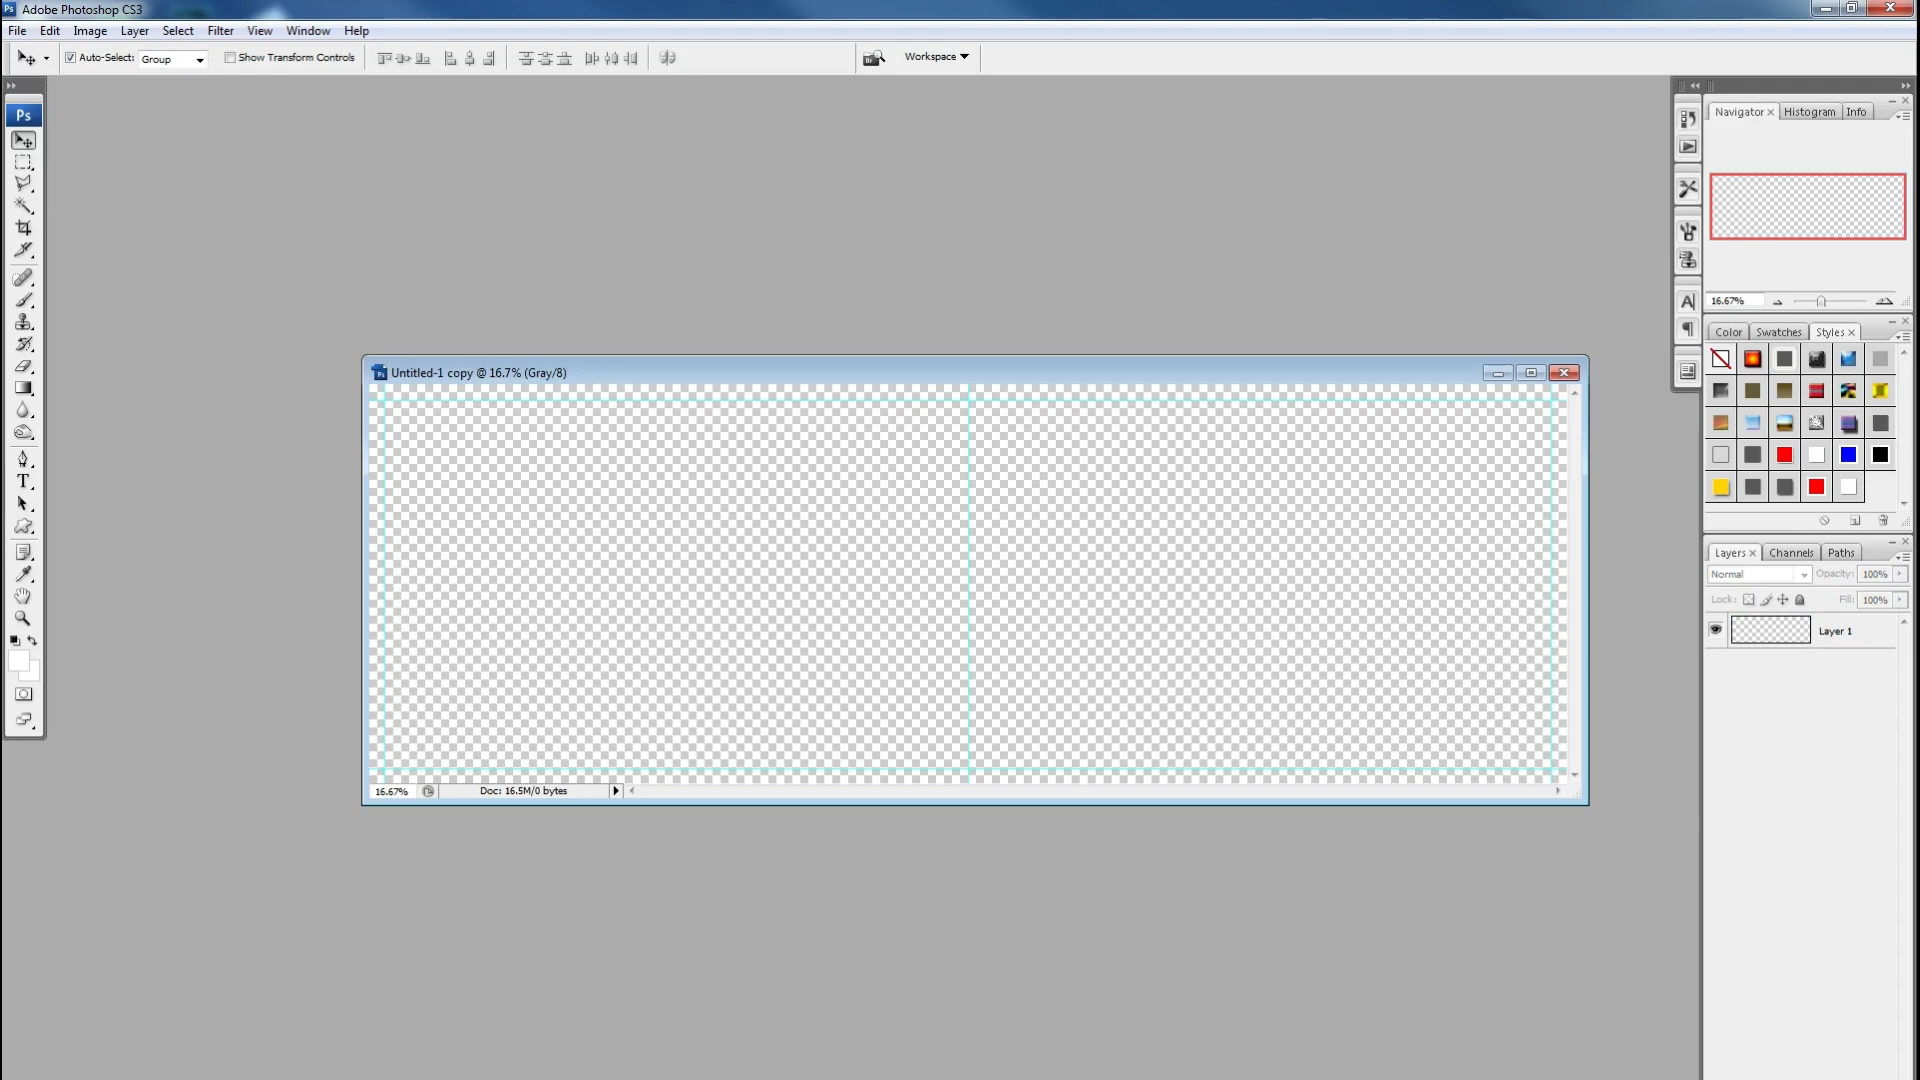 Adobe Photoshop CS3
File Edit Image Layer Select Filter View Window Help
Auto-Select: Group Show Transform Controls Workspace
Ps
Navigator Histogram Info
16.67%
Color Swatches Styles
Untitled-1 copy @ 16.7% (Gray/8)
Layers Channels Paths
Normal Opacity: 100%
Lock: Fill: 100%
Layer 1
16.67% Doc: 16.5M/0 bytes